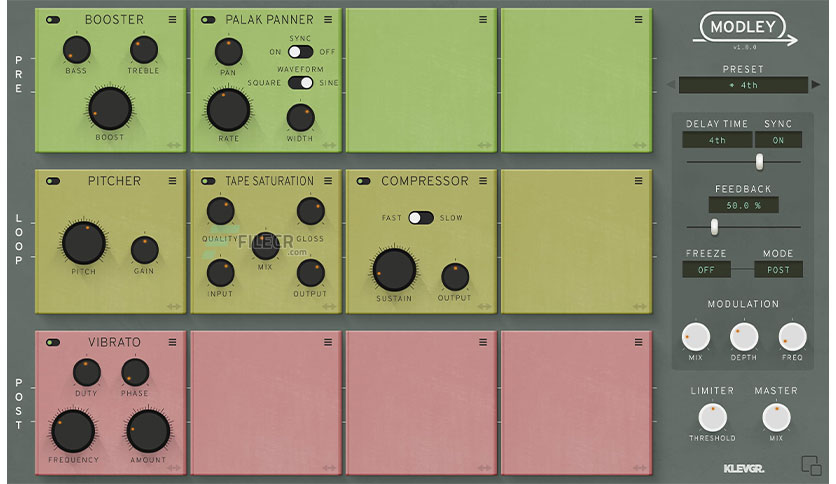 PRE
BOOSTER
BASS
TREBLE
BOOST
PALAK PANNER
PAN
SYNC
ON OFF
WAVEFORM
SQUARE SINE
RATE
WIDTH
LOOP
PITCHER
PITCH
GAIN
TAPE SATURATION
QUALITY
GLOSS
MIX
INPUT
OUTPUT
FILECR
.com
COMPRESSOR
FAST SLOW
SUSTAIN
OUTPUT
POST
VIBRATO
DUTY
PHASE
FREQUENCY
AMOUNT
MODLEY
v1.0.0
PRESET
* 4th
DELAY TIME SYNC
4th ON
FEEDBACK
50.0 %
FREEZE MODE
OFF POST
MODULATION
MIX DEPTH FREQ
LIMITER MASTER
THRESHOLD MIX
KLEVGR.